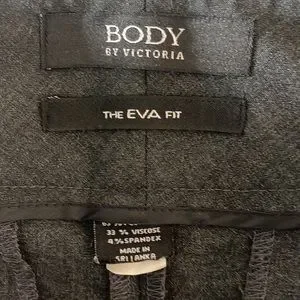 BODY
BY VICTORIA
THE EVA FIT
33 % VISCOSE
4%SPANDEX
MADE IN
SRI LANKA